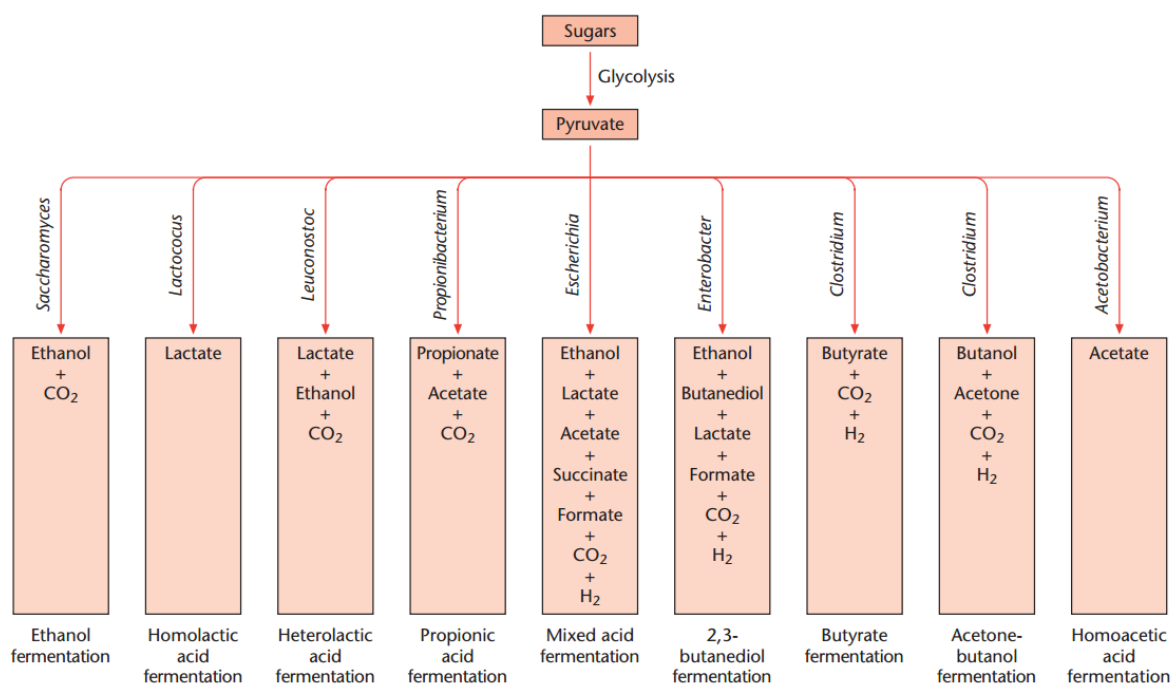 Sugars
Glycolysis
Pyruvate
Saccharomyces
Lactococus
Leuconostoc
Propionibacterium
Escherichia
Enterobacter
Clostridium
Clostridium
Acetobacterium
Ethanol
+
CO₂
Lactate
Lactate
+
Ethanol
+
CO₂
Propionate
+
Acetate
+
CO₂
Ethanol
+
Lactate
+
Acetate
+
Succinate
+
Formate
+
CO₂
+
H₂
Ethanol
+
Butanediol
+
Lactate
+
Formate
+
CO₂
+
H₂
Butyrate
+
CO₂
+
H₂
Butanol
+
Acetone
+
CO₂
+
H₂
Acetate
Ethanol
fermentation
Homolactic
acid
fermentation
Heterolactic
acid
fermentation
Propionic
acid
fermentation
Mixed acid
fermentation
2,3-
butanediol
fermentation
Butyrate
fermentation
Acetone-
butanol
fermentation
Homoacetic
acid
fermentation